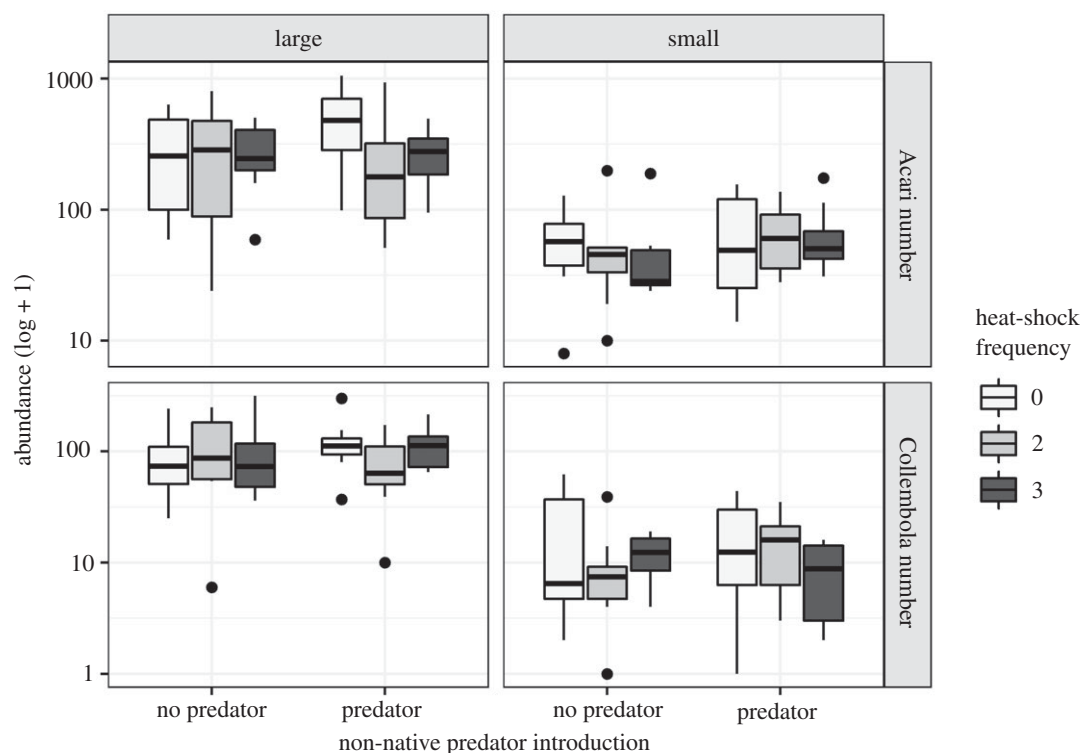 large
small
1000
100
10
Acari number
abundance (log + 1)
100
10
1
Collembola number
no predator
predator
no predator
predator
non-native predator introduction
heat-shock
frequency
0
2
3